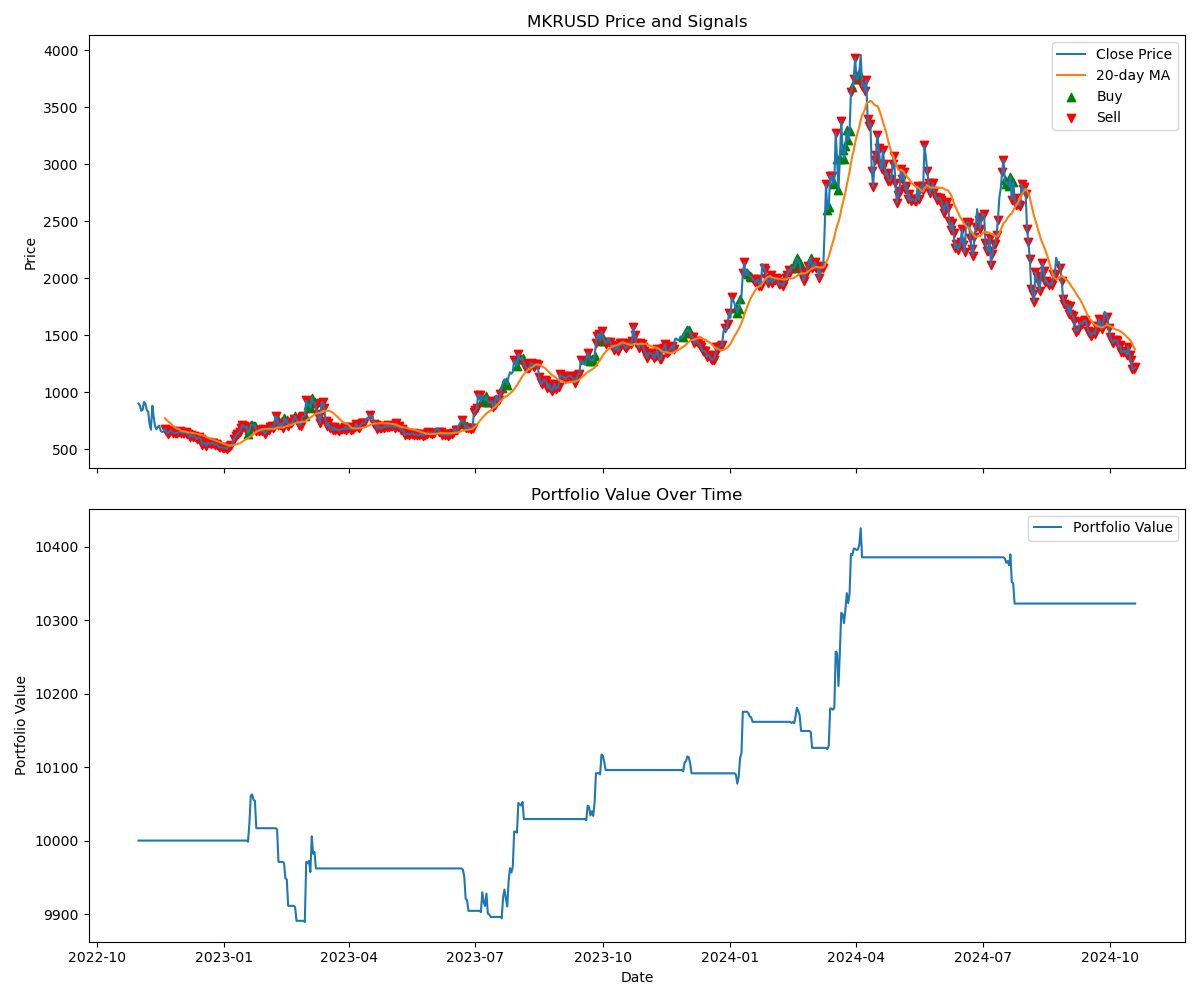 MKRUSD Price and Signals
Price
4000
3500
3000
2500
2000
1500
1000
500
Close Price
20-day MA
Buy
Sell
Portfolio Value Over Time
Portfolio Value
10400
10300
10200
10100
10000
9900
Portfolio Value
2022-10
2023-01
2023-04
2023-07
2023-10
2024-01
2024-04
2024-07
2024-10
Date